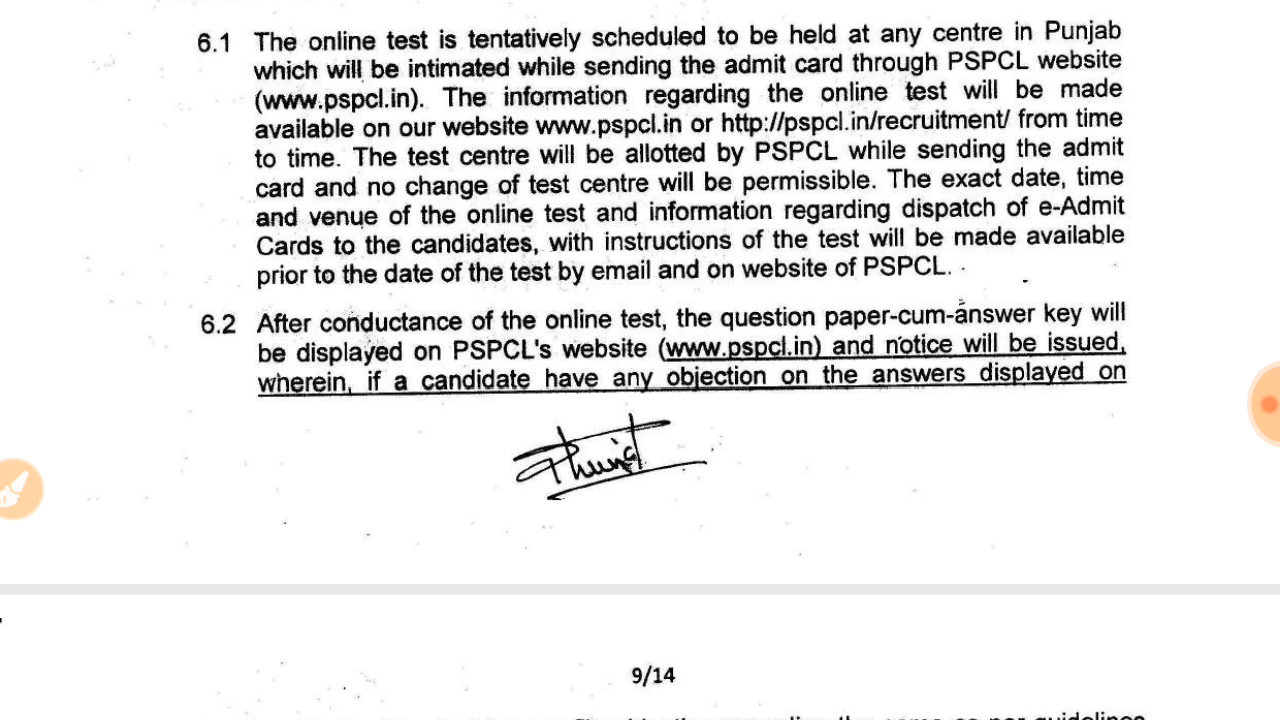 6.1 The online test is tentatively scheduled to be held at any centre in Punjab
which will be intimated while sending the admit card through PSPCL website
(www.pspcl.in). The information regarding the online test will be made
available on our website www.pspcl.in or http://pspcl.in/recruitment/ from time
to time. The test centre will be allotted by PSPCL while sending the admit
card and no change of test centre will be permissible. The exact date, time
and venue of the online test and information regarding dispatch of e-Admit
Cards to the candidates, with instructions of the test will be made available
prior to the date of the test by email and on website of PSPCL.
6.2 After conductance of the online test, the question paper-cum-answer key will
be displayed on PSPCL's website (www.pspcl.in) and notice will be issued,
wherein, if a candidate have any objection on the answers displayed on
9/14
guidelines